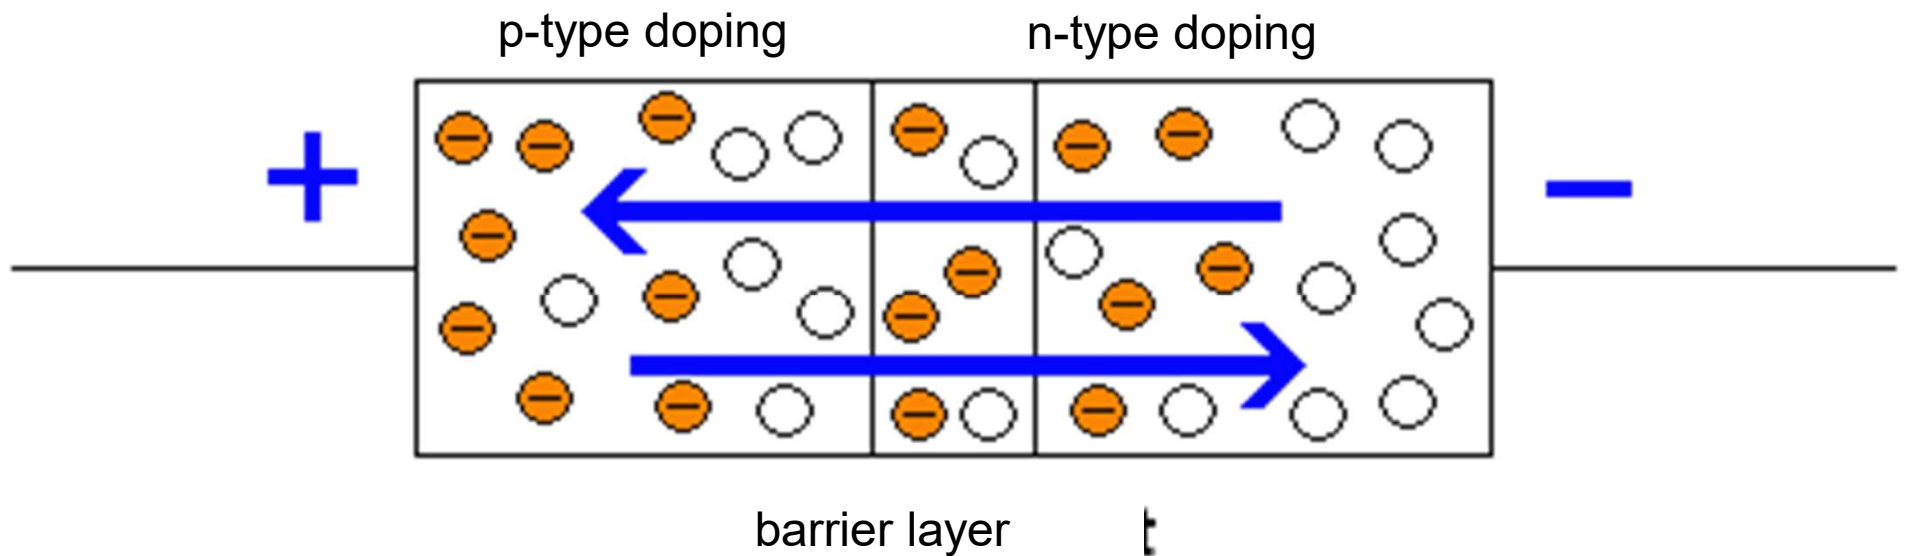 p-type doping n-type doping
+ −
barrier layer t